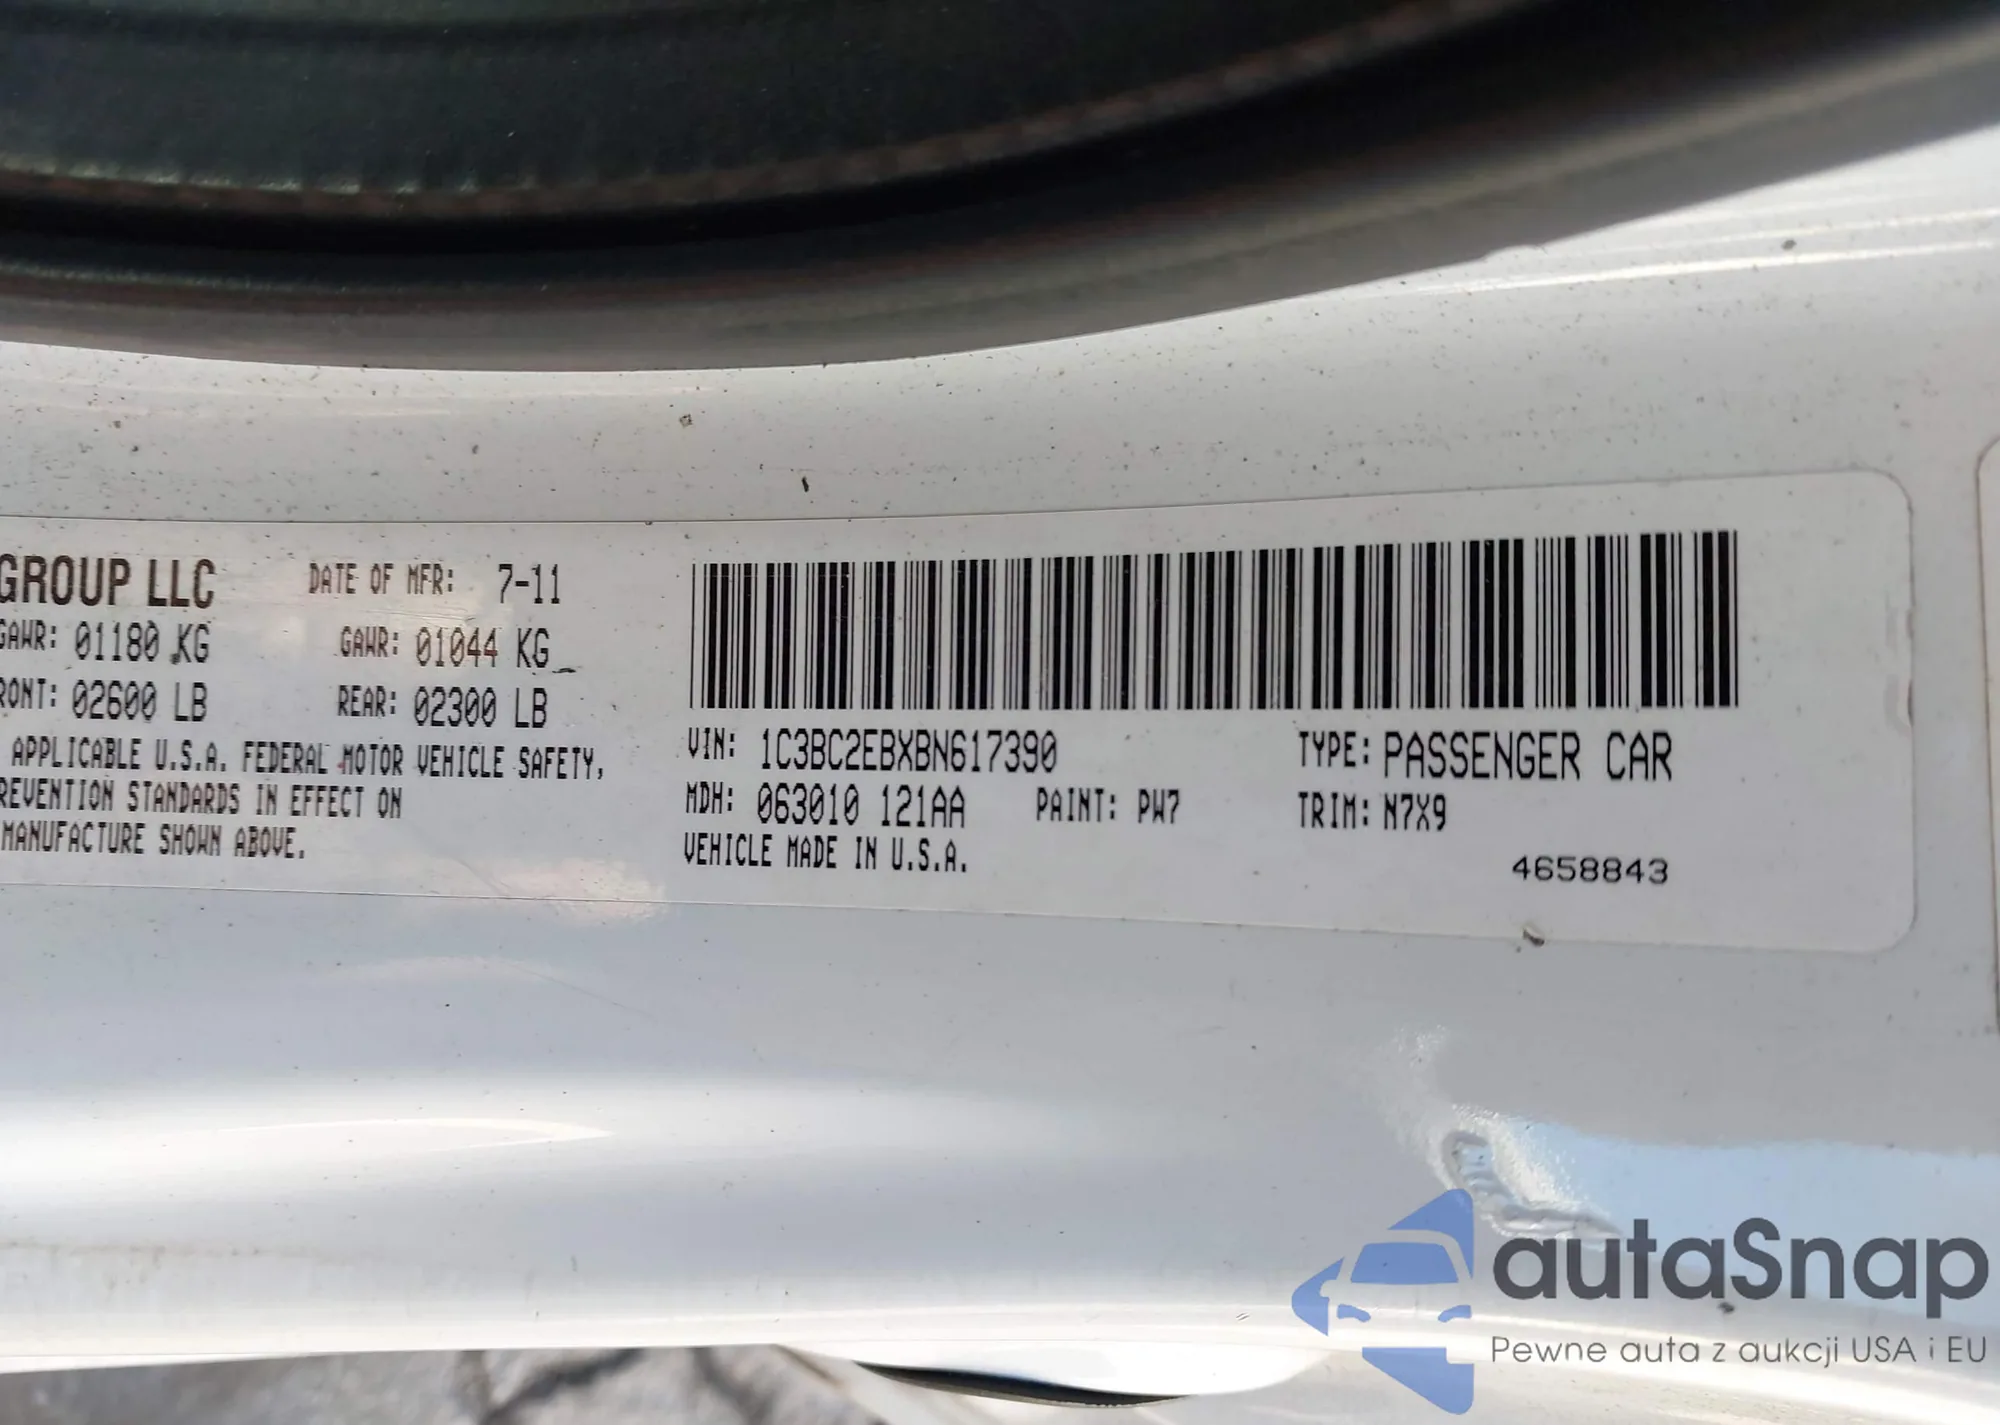 GROUP LLC DATE OF MFR: 7-11
GAWR: 01180 KG GAWR: 01044 KG
RONT: 02600 LB REAR: 02300 LB
APPLICABLE U.S.A. FEDERAL MOTOR VEHICLE SAFETY,
REVENTION STANDARDS IN EFFECT ON
MANUFACTURE SHOWN ABOVE.
VIN: 1C3BC2EBXBN617390 TYPE: PASSENGER CAR
MDH: 063010 121AA PAINT: PW7 TRIM: N7X9
VEHICLE MADE IN U.S.A.
4658843
autaSnap
Pewne auta z aukcji USA i EU